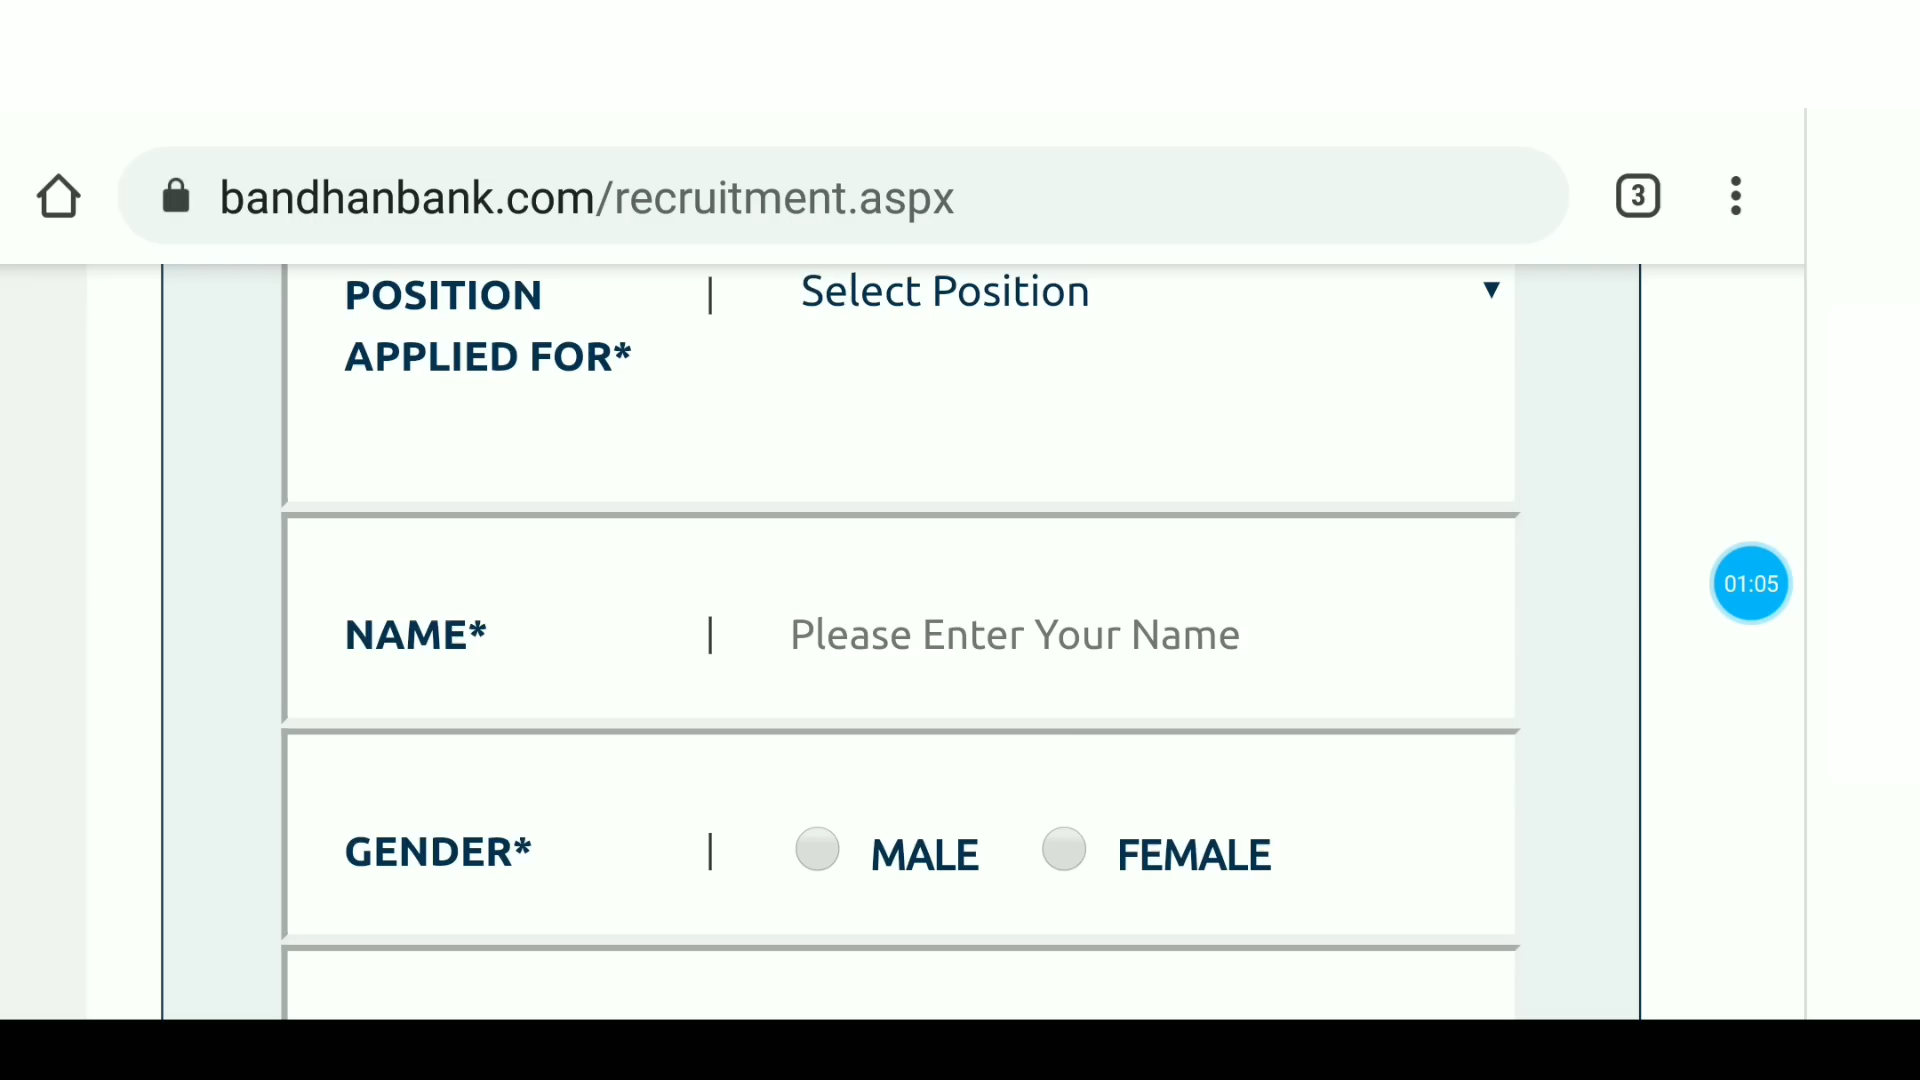 bandhanbank.com/recruitment.aspx
3
POSITION | Select Position ▼
APPLIED FOR*
NAME* | Please Enter Your Name
01:05
GENDER* | MALE FEMALE